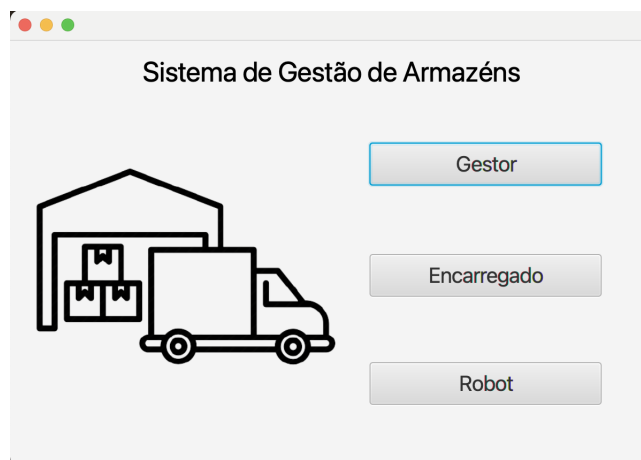 Sistema de Gestão de Armazéns
Gestor
Encarregado
Robot